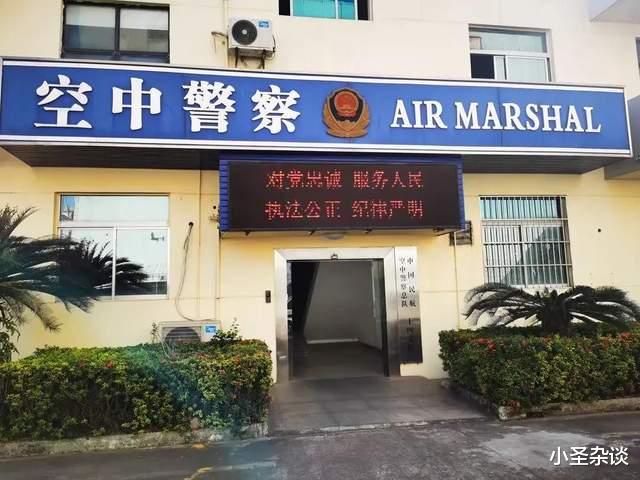 空中警察 AIR MARSHAL
对党忠诚 服务人民
执法公正 纪律严明
中国民航
空中警察总队
小圣杂谈